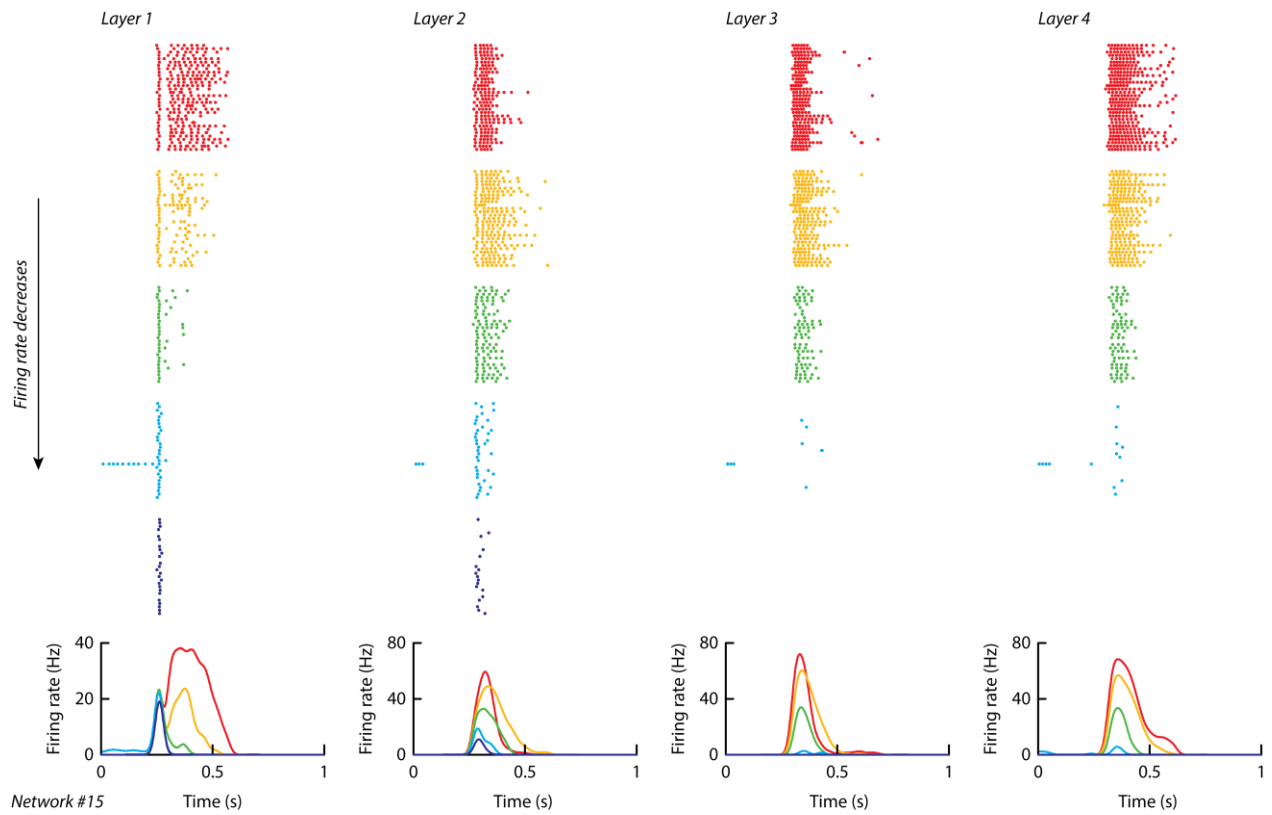 Layer 1
Layer 2
Layer 3
Layer 4
Firing rate decreases
Firing rate (Hz)
40
20
0
0
0.5
1
Time (s)
Firing rate (Hz)
80
40
0
0
0.5
1
Time (s)
Firing rate (Hz)
80
40
0
0
0.5
1
Time (s)
Firing rate (Hz)
80
40
0
0
0.5
1
Time (s)
Network #15